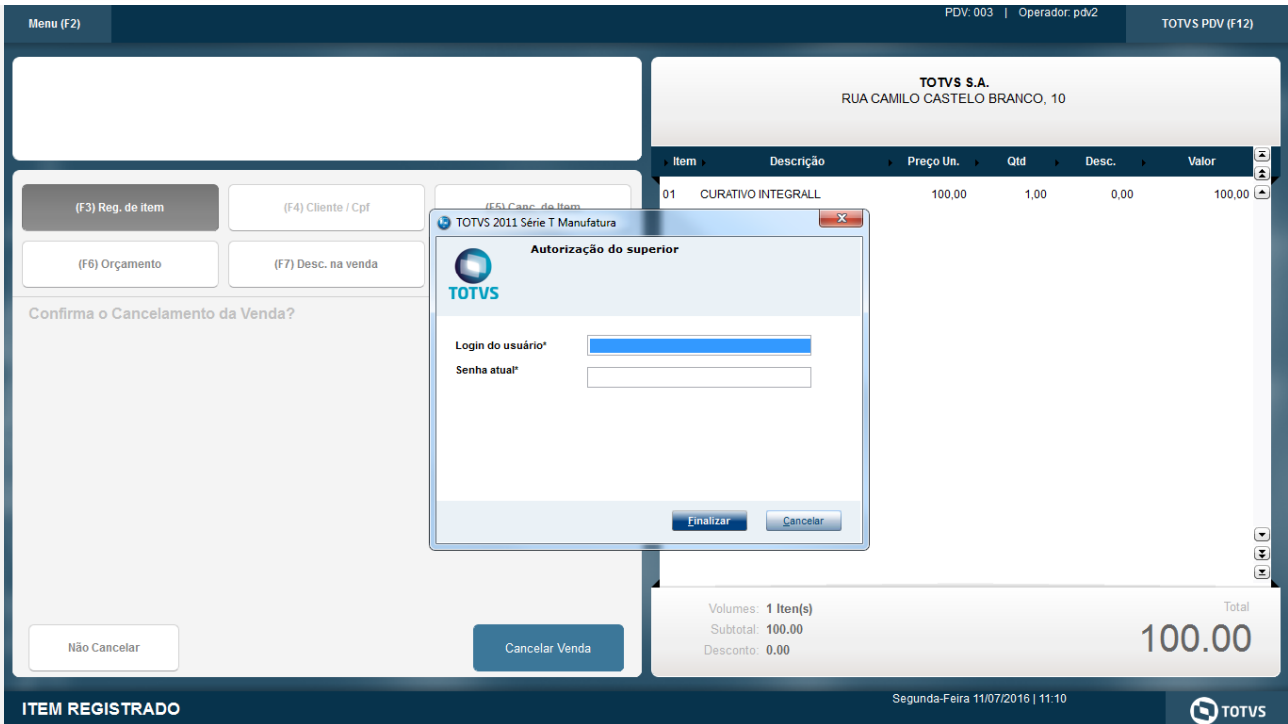 Menu (F2)
PDV: 003 | Operador: pdv2
TOTVS PDV (F12)
TOTVS S.A.
RUA CAMILO CASTELO BRANCO, 10
Item Descrição Preço Un. Qtd Desc. Valor
01 CURATIVO INTEGRALL 100,00 1,00 0,00 100,00
(F3) Reg. de item
(F4) Cliente / Cpf
(F5) Canc. de Item
(F6) Orçamento
(F7) Desc. na venda
Confirma o Cancelamento da Venda?
TOTVS 2011 Série T Manufatura
Autorização do superior
TOTVS
Login do usuário*
Senha atual*
Finalizar
Cancelar
Não Cancelar
Cancelar Venda
Volumes: 1 Iten(s)
Subtotal: 100.00
Desconto: 0.00
Total
100.00
ITEM REGISTRADO
Segunda-Feira 11/07/2016 | 11:10
TOTVS